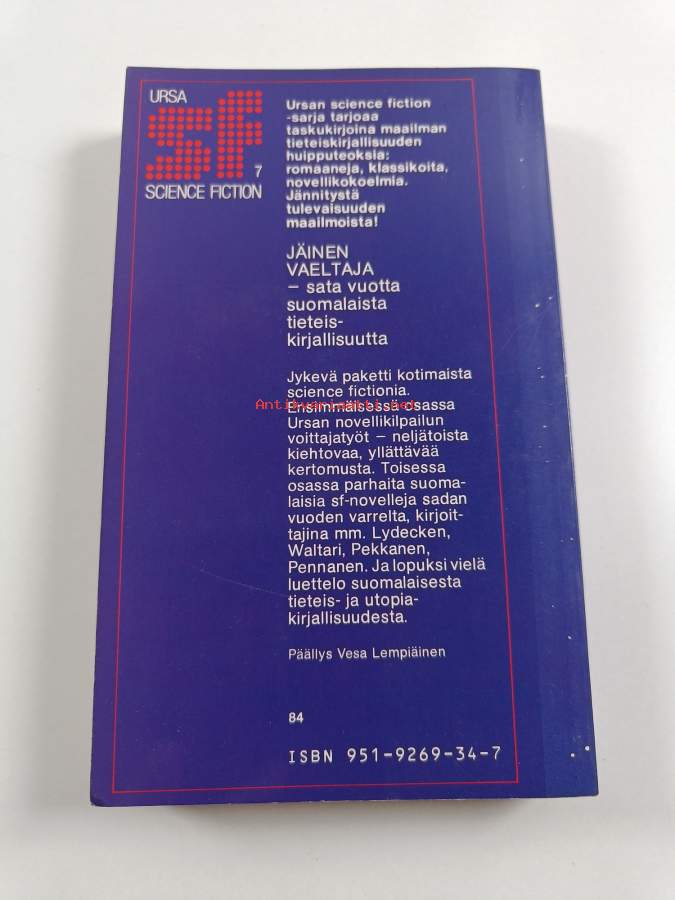 URSA
sf
7
SCIENCE FICTION
Ursan science fiction
-sarja tarjoaa
taskukirjoina maailman
tieteiskirjallisuuden
huipputeoksia:
romaaneja, klassikoita,
novellikokoelmia.
Jännitystä
tulevaisuuden
maailmoista!
JÄINEN
VAELTAJA
– sata vuotta
suomalaista
tieteis-
kirjallisuutta
Jykevä paketti kotimaista
science fictionia.
Antikvariaatti.net
Ensimmäisessä osassa
Ursan novellikilpailun
voittajatyöt – neljätoista
kiehtovaa, yllättävää
kertomusta. Toisessa
osassa parhaita suoma-
laisia sf-novelleja sadan
vuoden varrelta, kirjoit-
tajina mm. Lydecken,
Waltari, Pekkanen,
Pennanen. Ja lopuksi vielä
luettelo suomalaisesta
tieteis- ja utopia-
kirjallisuudesta.
Päällys Vesa Lempiäinen
84
ISBN 951-9269-34-7